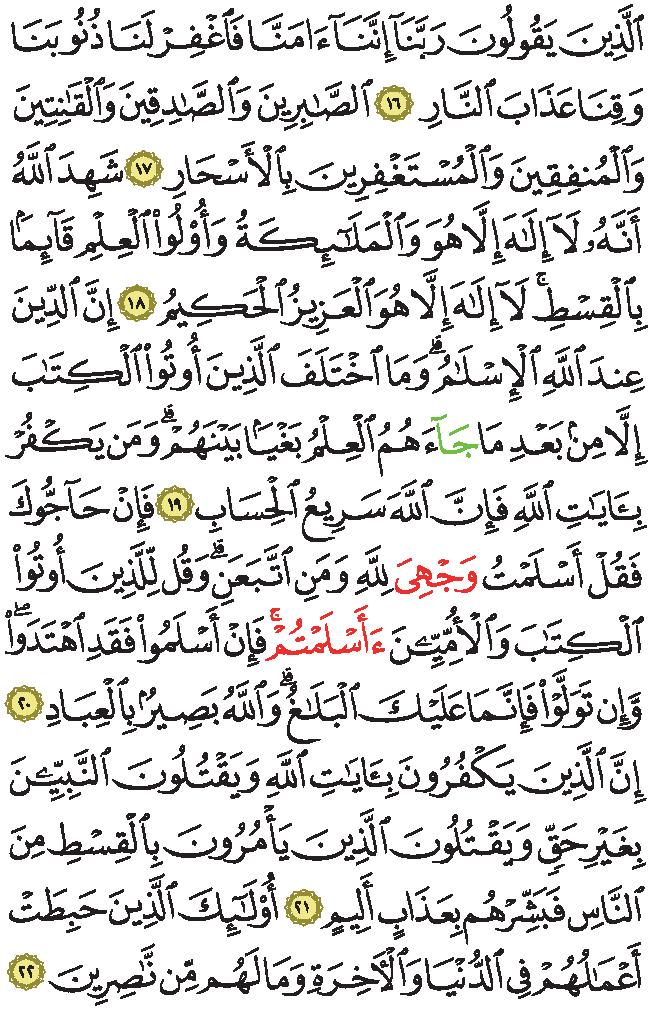 ٱلَّذِينَ يَقُولُونَ رَبَّنَآ إِنَّنَآ ءَامَنَّا فَٱغۡفِرۡ لَنَا ذُنُوبَنَا
وَقِنَا عَذَابَ ٱلنَّارِ ١٦ ٱلصَّٰبِرِينَ وَٱلصَّٰدِقِينَ وَٱلۡقَٰنِتِينَ
وَٱلۡمُنفِقِينَ وَٱلۡمُسۡتَغۡفِرِينَ بِٱلۡأَسۡحَارِ ١٧ شَهِدَ ٱللَّهُ
أَنَّهُۥ لَآ إِلَٰهَ إِلَّا هُوَ وَٱلۡمَلَٰٓئِكَةُ وَأُوْلُواْ ٱلۡعِلۡمِ قَآئِمَۢا
بِٱلۡقِسۡطِۚ لَآ إِلَٰهَ إِلَّا هُوَ ٱلۡعَزِيزُ ٱلۡحَكِيمُ ١٨ إِنَّ ٱلدِّينَ
عِندَ ٱللَّهِ ٱلۡإِسۡلَٰمُۗ وَمَا ٱخۡتَلَفَ ٱلَّذِينَ أُوتُواْ ٱلۡكِتَٰبَ
إِلَّا مِنۢ بَعۡدِ مَا جَآءَهُمُ ٱلۡعِلۡمُ بَغۡيَۢا بَيۡنَهُمۡۗ وَمَن يَكۡفُرۡ
بِـَٔايَٰتِ ٱللَّهِ فَإِنَّ ٱللَّهَ سَرِيعُ ٱلۡحِسَابِ ١٩ فَإِنۡ حَآجُّوكَ
فَقُلۡ أَسۡلَمۡتُ وَجۡهِيَ لِلَّهِ وَمَنِ ٱتَّبَعَنِۗ وَقُل لِّلَّذِينَ أُوتُواْ
ٱلۡكِتَٰبَ وَٱلۡأُمِّيِّـۧنَ ءَأَسۡلَمۡتُمۡۚ فَإِنۡ أَسۡلَمُواْ فَقَدِ ٱهۡتَدَواْۖ
وَّإِن تَوَلَّوۡاْ فَإِنَّمَا عَلَيۡكَ ٱلۡبَلَٰغُۗ وَٱللَّهُ بَصِيرُۢ بِٱلۡعِبَادِ ٢٠
إِنَّ ٱلَّذِينَ يَكۡفُرُونَ بِـَٔايَٰتِ ٱللَّهِ وَيَقۡتُلُونَ ٱلنَّبِيِّـۧنَ
بِغَيۡرِ حَقّٖ وَيَقۡتُلُونَ ٱلَّذِينَ يَأۡمُرُونَ بِٱلۡقِسۡطِ مِنَ
ٱلنَّاسِ فَبَشِّرۡهُم بِعَذَابٍ أَلِيمٍ ٢١ أُوْلَٰٓئِكَ ٱلَّذِينَ حَبِطَتۡ
أَعۡمَٰلُهُمۡ فِي ٱلدُّنۡيَا وَٱلۡأٓخِرَةِ وَمَا لَهُم مِّن نَّٰصِرِينَ ٢٢